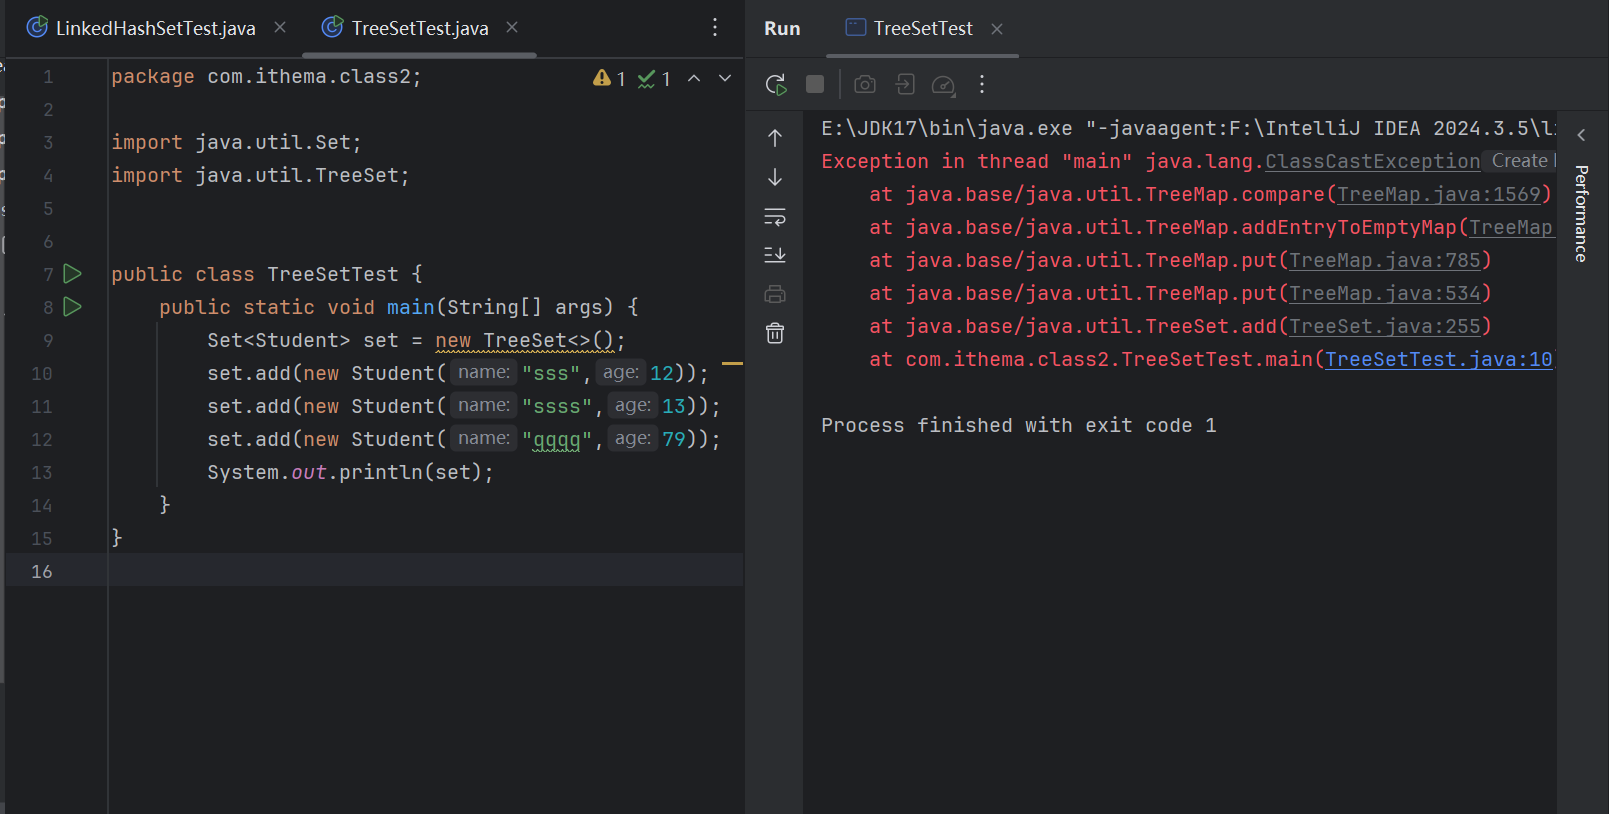 LinkedHashSetTest.java
TreeSetTest.java
1 package com.ithema.class2;
1 1
2
3 import java.util.Set;
4 import java.util.TreeSet;
5
6
7 public class TreeSetTest {
8 public static void main(String[] args) {
9 Set<Student> set = new TreeSet<>();
10 set.add(new Student( name: "sss", age: 12));
11 set.add(new Student( name: "ssss", age: 13));
12 set.add(new Student( name: "qqqq", age: 79));
13 System.out.println(set);
14 }
15 }
16
Run TreeSetTest
E:\JDK17\bin\java.exe "-javaagent:F:\IntelliJ IDEA 2024.3.5\l
Exception in thread "main" java.lang.ClassCastException Create
at java.base/java.util.TreeMap.compare(TreeMap.java:1569)
at java.base/java.util.TreeMap.addEntryToEmptyMap(TreeMap
at java.base/java.util.TreeMap.put(TreeMap.java:785)
at java.base/java.util.TreeMap.put(TreeMap.java:534)
at java.base/java.util.TreeSet.add(TreeSet.java:255)
at com.ithema.class2.TreeSetTest.main(TreeSetTest.java:10
Process finished with exit code 1
Performance